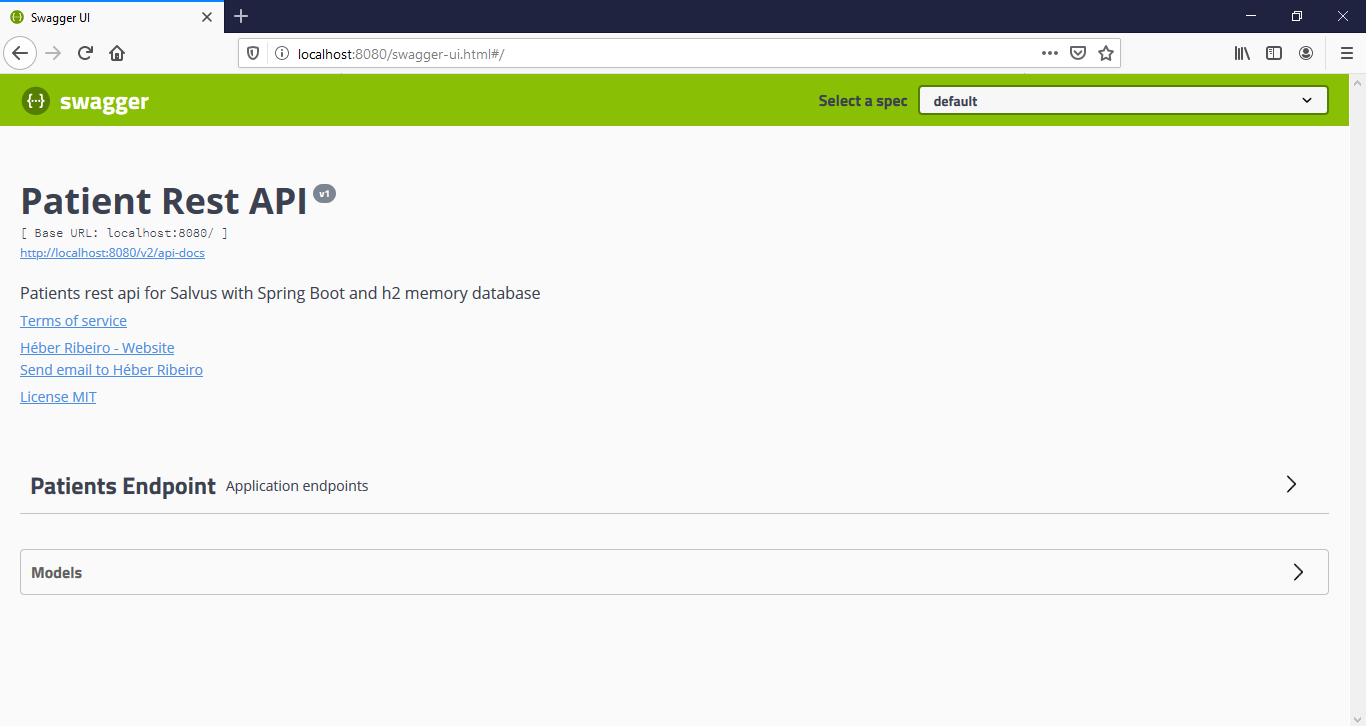 Swagger UI
localhost:8080/swagger-ui.html#/
{···} swagger
Select a spec
default
Patient Rest API v1
[ Base URL: localhost:8080/ ]
http://localhost:8080/v2/api-docs
Patients rest api for Salvus with Spring Boot and h2 memory database
Terms of service
Héber Ribeiro - Website
Send email to Héber Ribeiro
License MIT
Patients Endpoint Application endpoints
Models